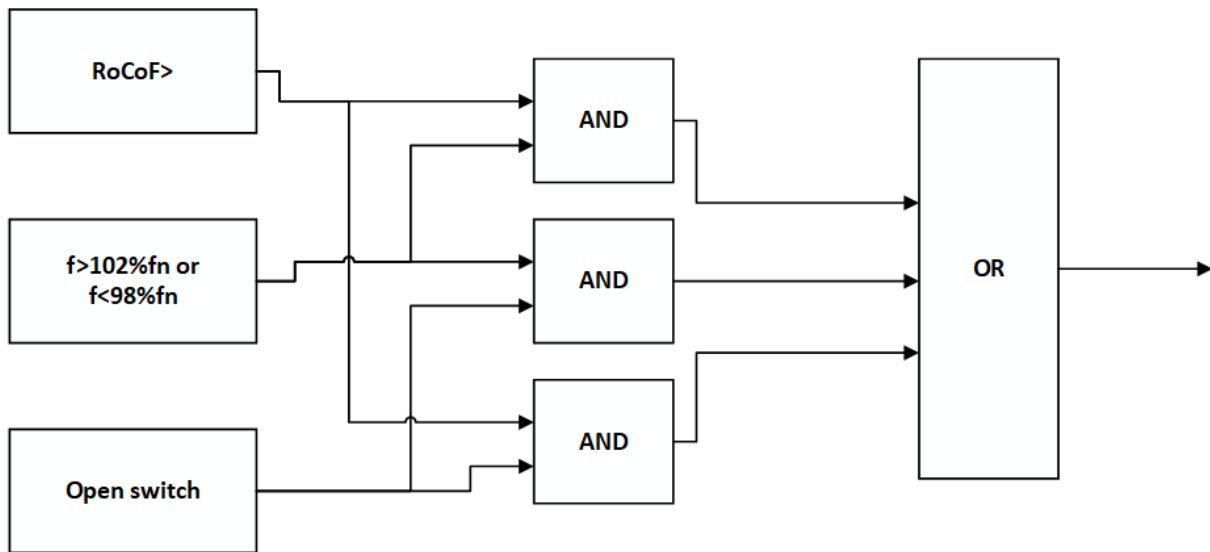 RoCoF>
AND
f>102%fn or
f<98%fn
AND
OR
AND
Open switch